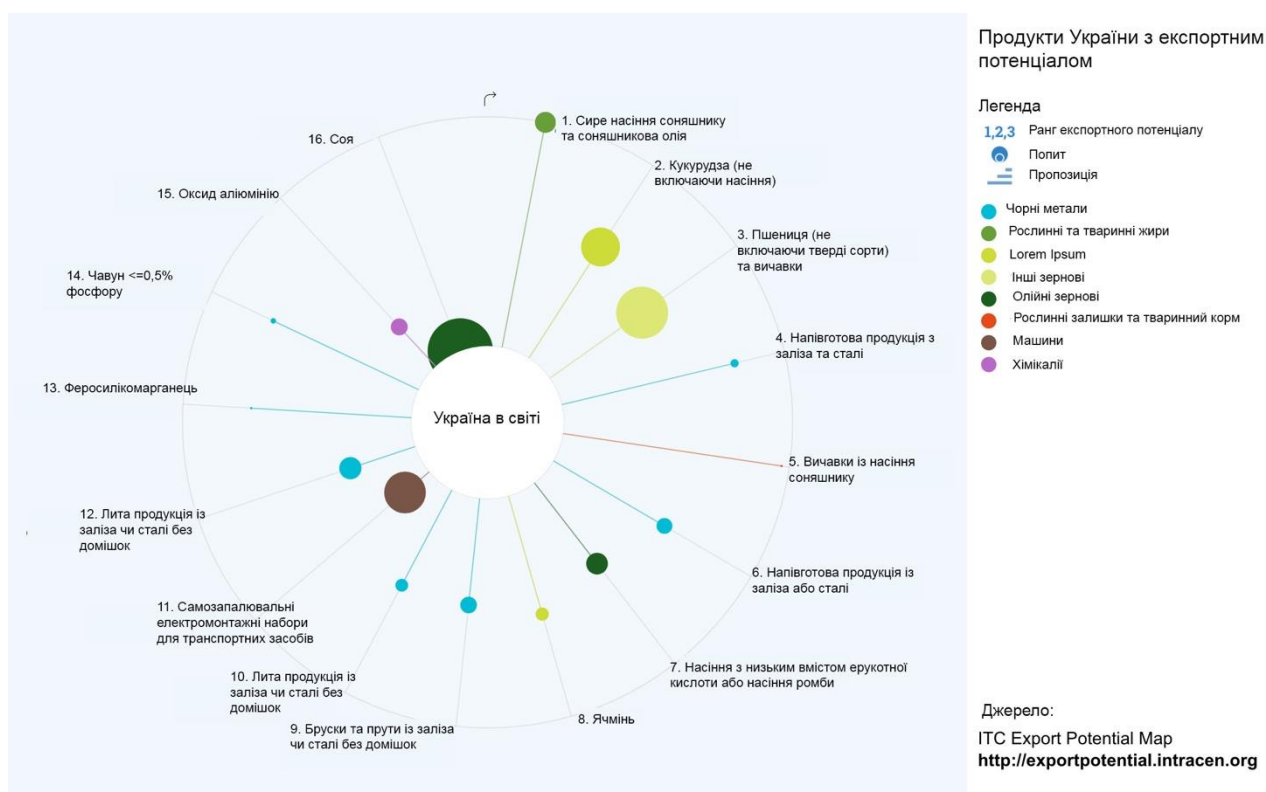 Продукти України з експортним
потенціалом
Легенда
1,2,3 Ранг експортного потенціалу
Попит
Пропозиція
Чорні метали
Рослинні та тваринні жири
Lorem Ipsum
Інші зернові
Олійні зернові
Рослинні залишки та тваринний корм
Машини
Хімікалії
1. Сире насіння соняшнику
та соняшникова олія
2. Кукурудза (не
включаючи насіння)
3. Пшениця (не
включаючи тверді сорти)
та вичавки
4. Напівготова продукція з
заліза та сталі
5. Вичавки із насіння
соняшнику
6. Напівготова продукція із
заліза або сталі
7. Насіння з низьким вмістом ерукотної
кислоти або насіння ромби
8. Ячмінь
9. Бруски та прути із заліза
чи сталі без домішок
10. Лита продукція із
заліза чи сталі без
домішок
11. Самозапалювальні
електромонтажні набори
для транспортних засобів
12. Лита продукція із
заліза чи сталі без
домішок
13. Феросилікомарганець
14. Чавун <=0,5%
фосфору
15. Оксид аліюмінію
16. Соя
Україна в світі
Джерело:
ITC Export Potential Map
http://exportpotential.intracen.org